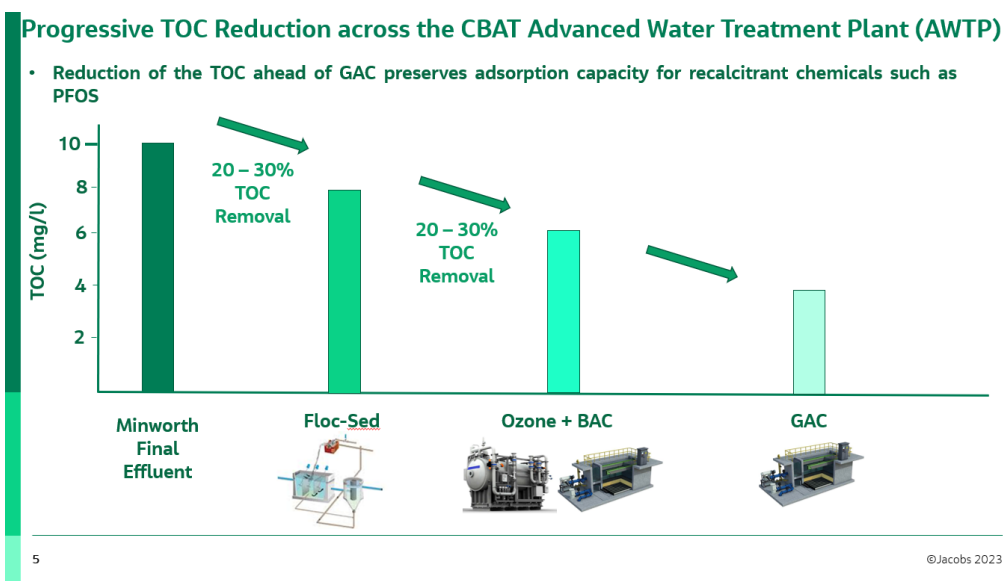 Progressive TOC Reduction across the CBAT Advanced Water Treatment Plant (AWTP)
• Reduction of the TOC ahead of GAC preserves adsorption capacity for recalcitrant chemicals such as
PFOS
TOC (mg/l)
10
8
6
4
2
20 – 30%
TOC
Removal
20 – 30%
TOC
Removal
Minworth
Final
Effluent
Floc-Sed
Ozone + BAC
GAC
5
©Jacobs 2023